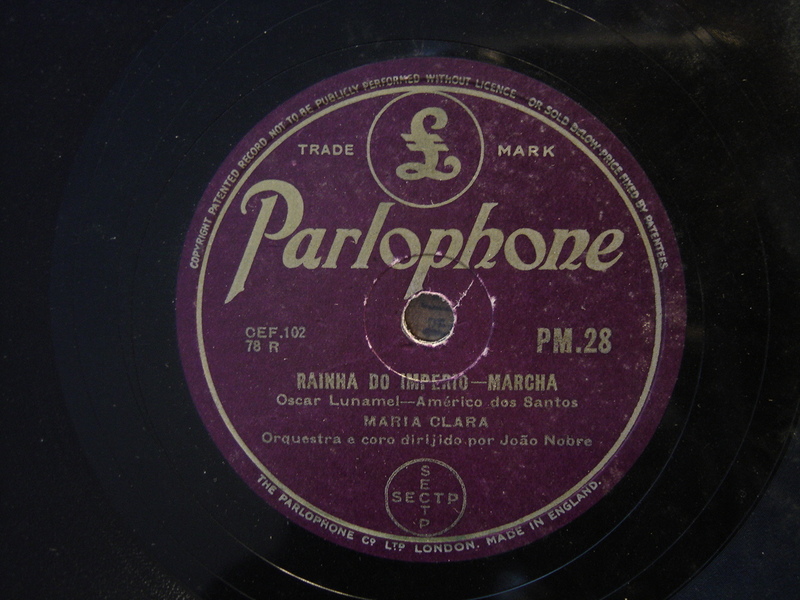 COPYRIGHT PATENTED RECORD NOT TO BE PUBLICLY PERFORMED WITHOUT LICENCE OR SOLD BELOW PRICE FIXED BY PATENTEES.
£
TRADE MARK
Parlophone
CEF.102
78 R
PM.28
RAINHA DO IMPERIO—MARCHA
Oscar Lunamel—Américo dos Santos
MARIA CLARA
Orquestra e coro dirijido por João Nobre
SECTP
SECTP
THE PARLOPHONE Cº LTD LONDON. MADE IN ENGLAND.